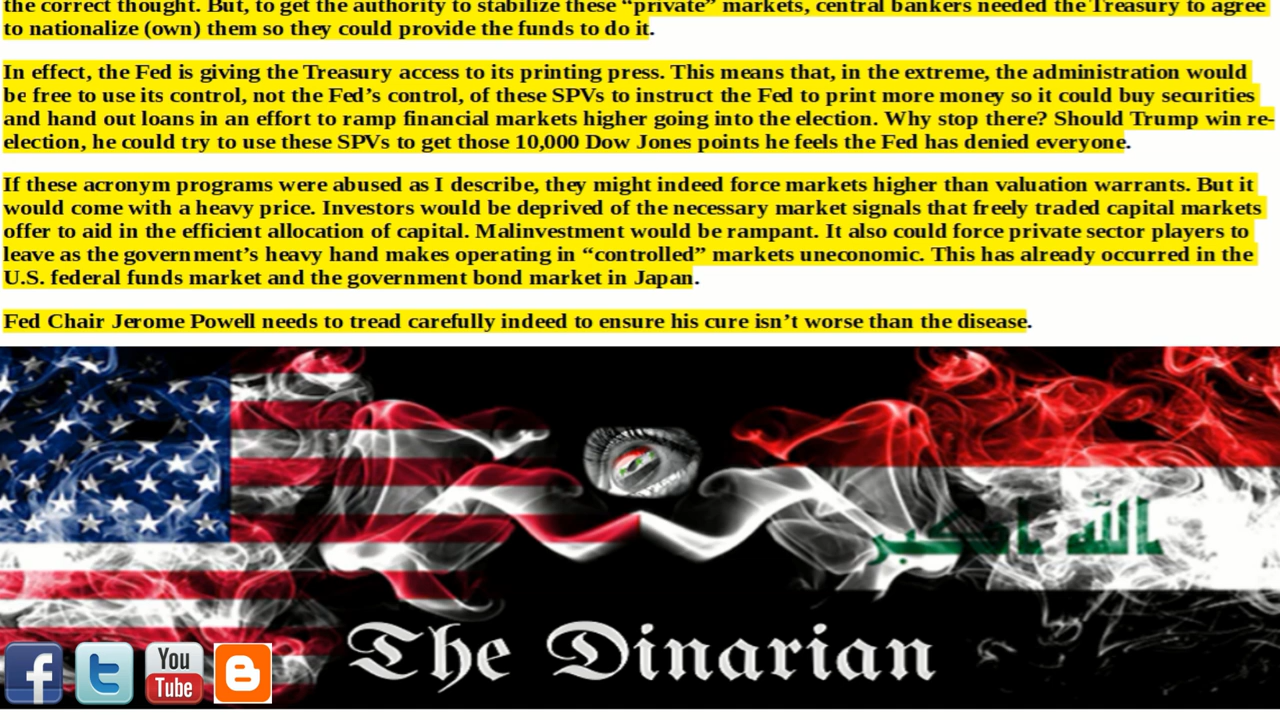 the correct thought. But, to get the authority to stabilize these “private” markets, central bankers needed the Treasury to agree
to nationalize (own) them so they could provide the funds to do it.
In effect, the Fed is giving the Treasury access to its printing press. This means that, in the extreme, the administration would
be free to use its control, not the Fed’s control, of these SPVs to instruct the Fed to print more money so it could buy securities
and hand out loans in an effort to ramp financial markets higher going into the election. Why stop there? Should Trump win re-
election, he could try to use these SPVs to get those 10,000 Dow Jones points he feels the Fed has denied everyone.
If these acronym programs were abused as I describe, they might indeed force markets higher than valuation warrants. But it
would come with a heavy price. Investors would be deprived of the necessary market signals that freely traded capital markets
offer to aid in the efficient allocation of capital. Malinvestment would be rampant. It also could force private sector players to
leave as the government’s heavy hand makes operating in “controlled” markets uneconomic. This has already occurred in the
U.S. federal funds market and the government bond market in Japan.
Fed Chair Jerome Powell needs to tread carefully indeed to ensure his cure isn’t worse than the disease.
الله اكبر
The Dinarian
You
Tube